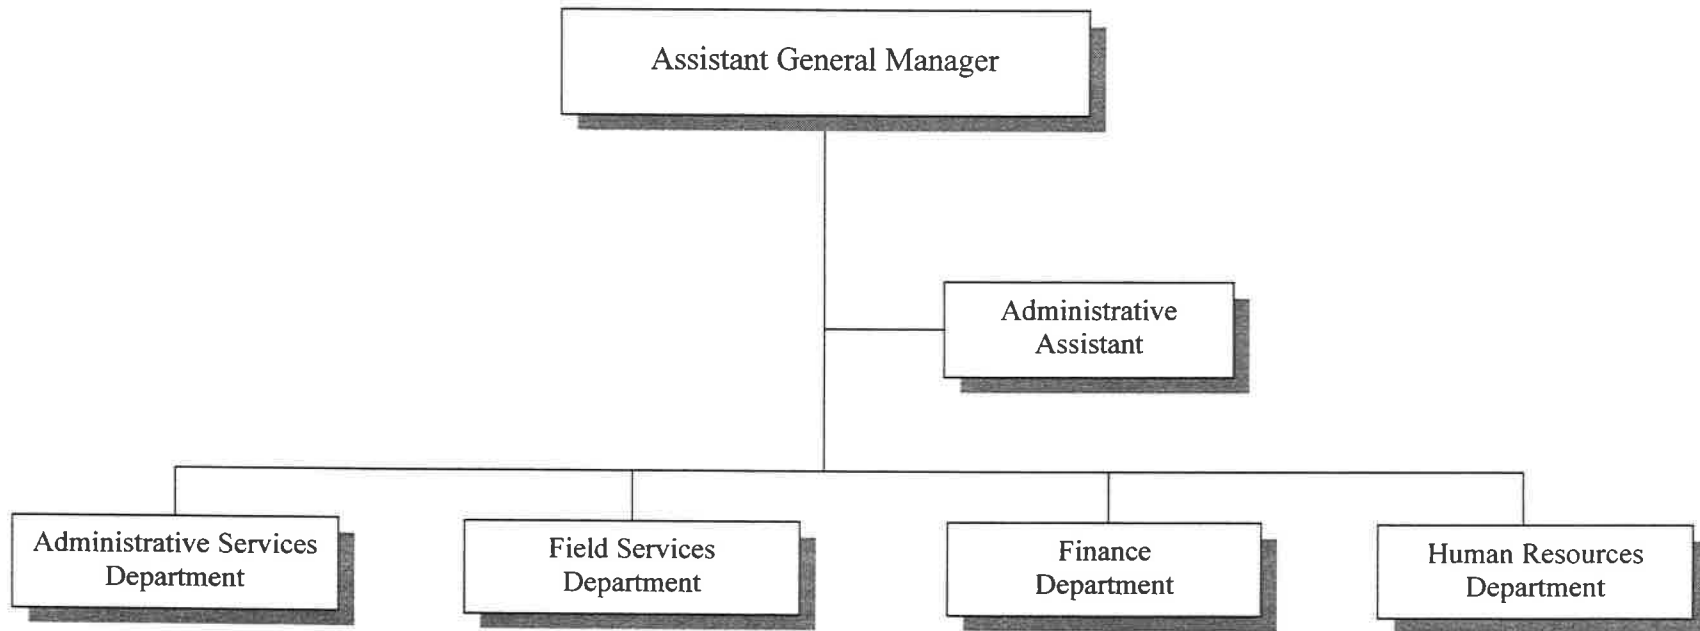 Assistant General Manager
Administrative
Assistant
Administrative Services
Department
Field Services
Department
Finance
Department
Human Resources
Department